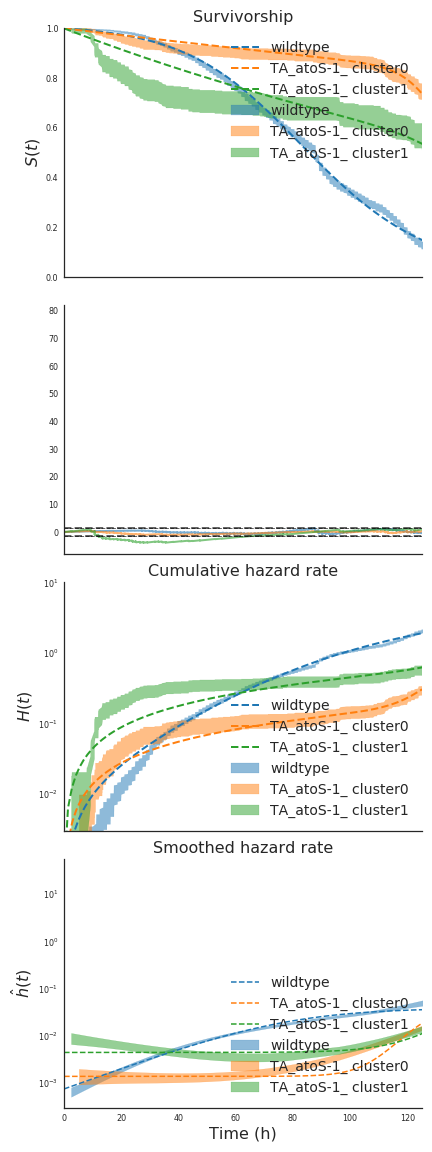 Survivorship
1.0
0.8
0.6
0.4
0.2
0.0
S(t)
wildtype
TA_atoS-1_ cluster0
TA_atoS-1_ cluster1
wildtype
TA_atoS-1_ cluster0
TA_atoS-1_ cluster1
80
70
60
50
40
30
20
10
0
Cumulative hazard rate
10¹
10⁰
10⁻¹
10⁻²
H(t)
wildtype
TA_atoS-1_ cluster0
TA_atoS-1_ cluster1
wildtype
TA_atoS-1_ cluster0
TA_atoS-1_ cluster1
Smoothed hazard rate
10¹
10⁰
10⁻¹
10⁻²
10⁻³
ĥ(t)
wildtype
TA_atoS-1_ cluster0
TA_atoS-1_ cluster1
wildtype
TA_atoS-1_ cluster0
TA_atoS-1_ cluster1
0 20 40 60 80 100 120
Time (h)